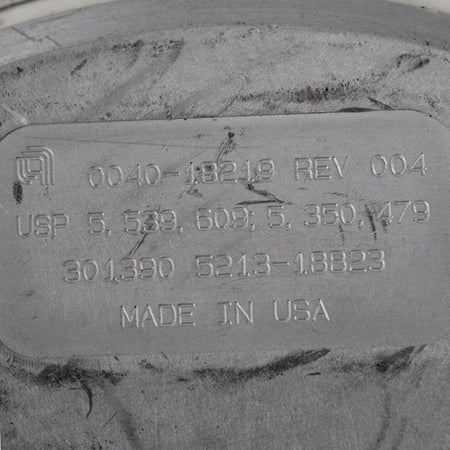 0040-18219 REV 004
USP 5,539,609; 5,350,479
301390 5213-18823
MADE IN USA